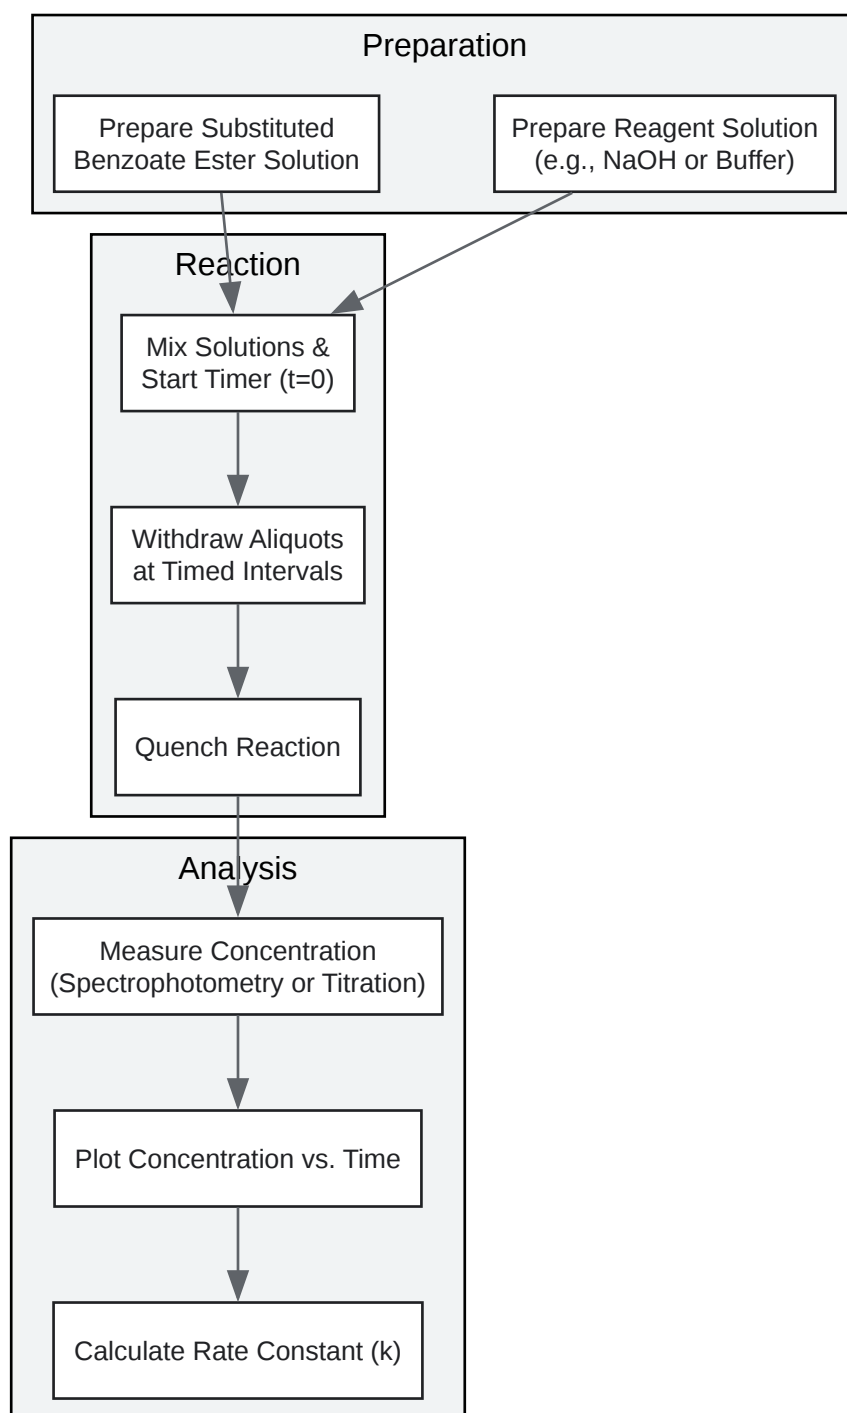 Preparation
Prepare Substituted
Benzoate Ester Solution
Prepare Reagent Solution
(e.g., NaOH or Buffer)
Reaction
Mix Solutions &
Start Timer (t=0)
Withdraw Aliquots
at Timed Intervals
Quench Reaction
Analysis
Measure Concentration
(Spectrophotometry or Titration)
Plot Concentration vs. Time
Calculate Rate Constant (k)